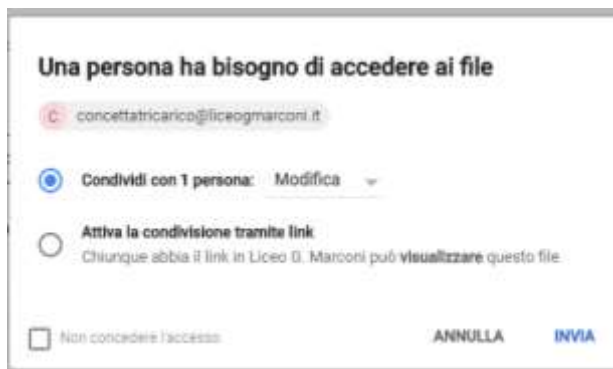 Una persona ha bisogno di accedere ai file
C concettatricarico@liceogmarconi.it
Condividi con 1 persona: Modifica
Attiva la condivisione tramite link
Chiunque abbia il link in Liceo G. Marconi può visualizzare questo file
Non concedere l'accesso ANNULLA INVIA